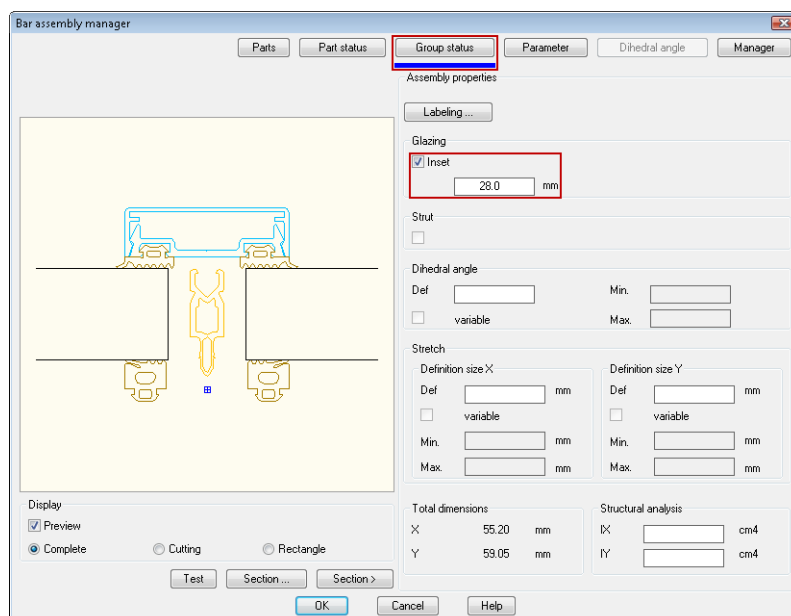 Bar assembly manager
Parts Part status Group status Parameter Dihedral angle Manager
Assembly properties
Labeling ...
Glazing
Inset
28.0 mm
Strut
Dihedral angle
Def Min.
variable Max.
Stretch
Definition size X Definition size Y
Def mm Def mm
variable variable
Min. mm Min. mm
Max. mm Max. mm
Display
Preview
Complete Cutting Rectangle
Total dimensions Structural analysis
X 55.20 mm IX cm4
Y 59.05 mm IY cm4
Test Section ... Section >
OK Cancel Help